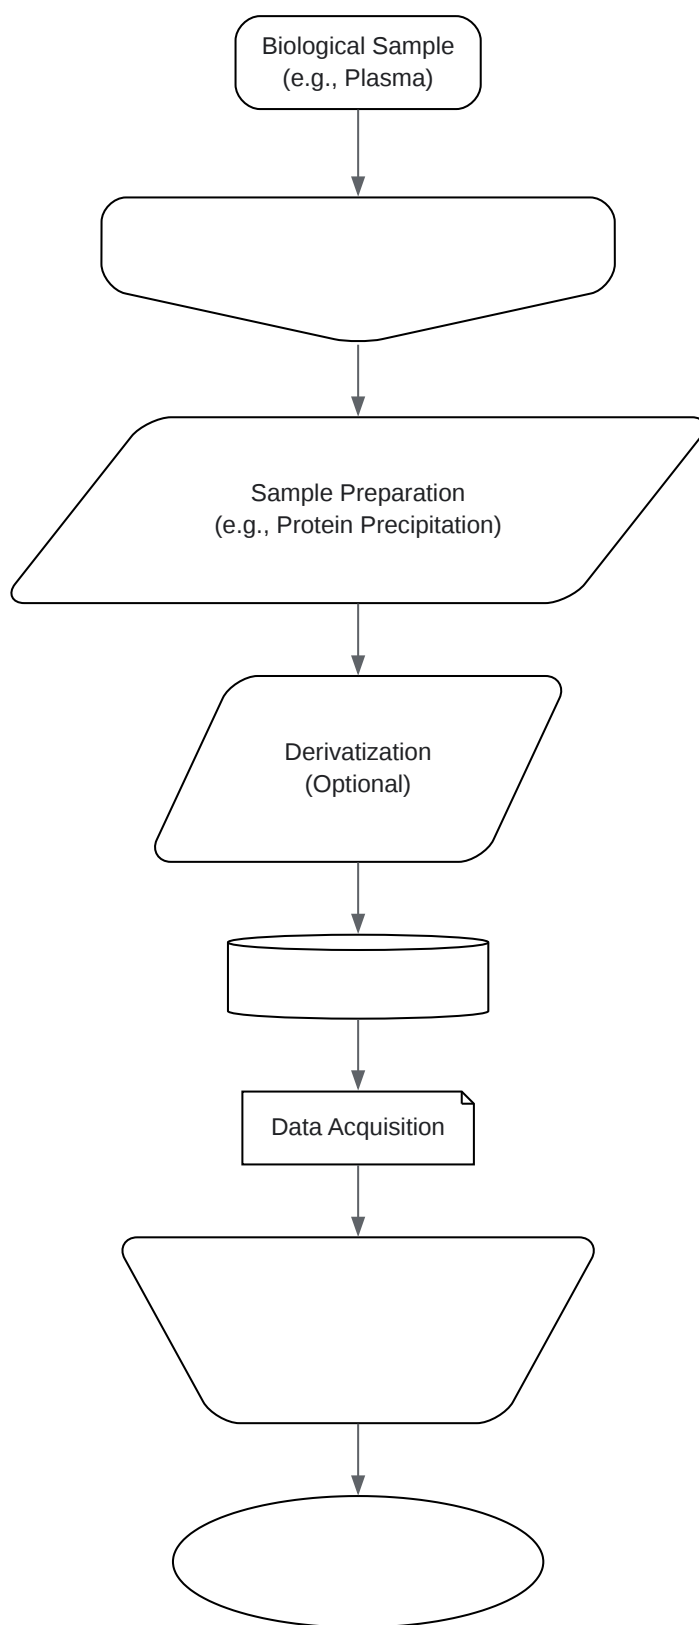 Biological Sample
(e.g., Plasma)
Sample Preparation
(e.g., Protein Precipitation)
Derivatization
(Optional)
Data Acquisition